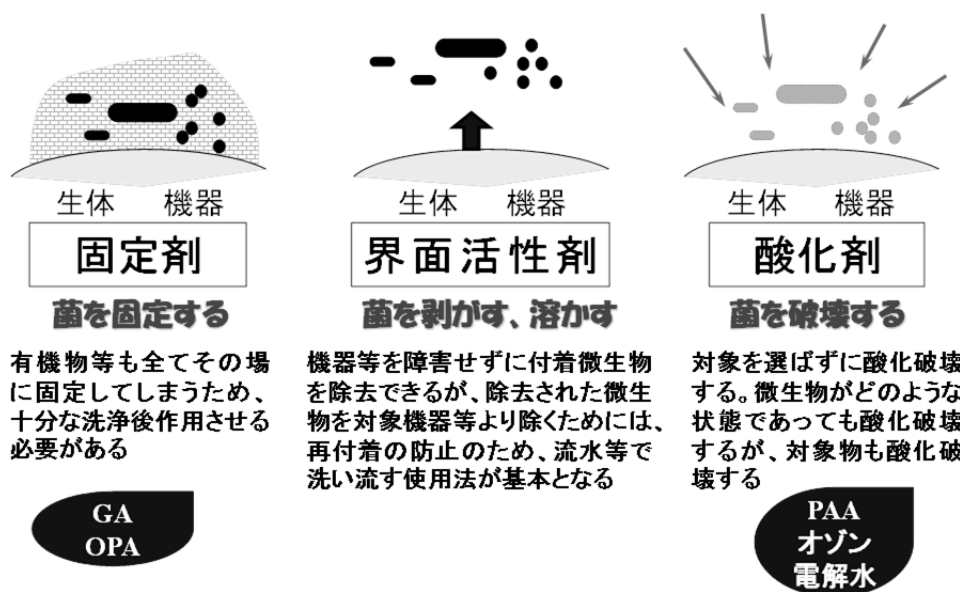 生体 機器
固定剤
菌を固定する
有機物等も全てその場
に固定してしまうため、
十分な洗浄後作用させる
必要がある
GA
OPA
生体 機器
界面活性剤
菌を剥がす、溶かす
機器等を障害せずに付着微生物
を除去できるが、除去された微生
物を対象機器等より除くためには、
再付着の防止のため、流水等で
洗い流す使用法が基本となる
生体 機器
酸化剤
菌を破壊する
対象を選ばずに酸化破壊
する。微生物がどのような
状態であっても酸化破壊
するが、対象物も酸化破
壊する
PAA
オゾン
電解水